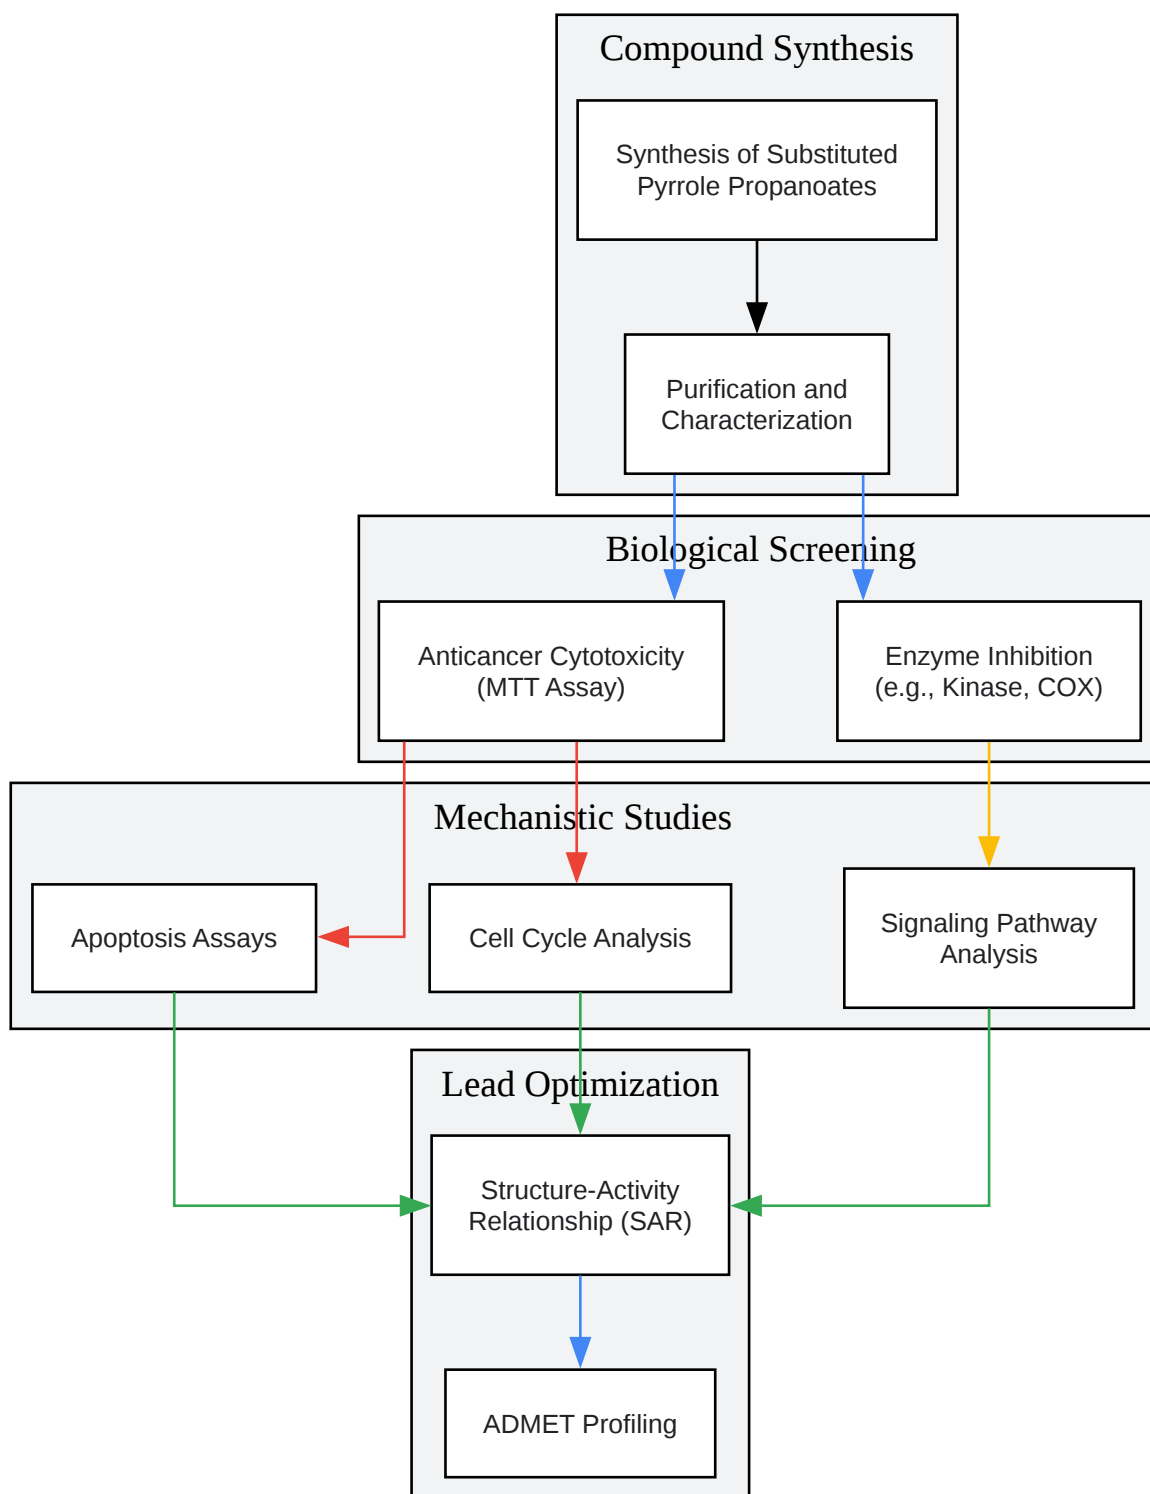 Compound Synthesis
Synthesis of Substituted
Pyrrole Propanoates
Purification and
Characterization
Biological Screening
Anticancer Cytotoxicity
(MTT Assay)
Enzyme Inhibition
(e.g., Kinase, COX)
Mechanistic Studies
Apoptosis Assays
Cell Cycle Analysis
Signaling Pathway
Analysis
Lead Optimization
Structure-Activity
Relationship (SAR)
ADMET Profiling